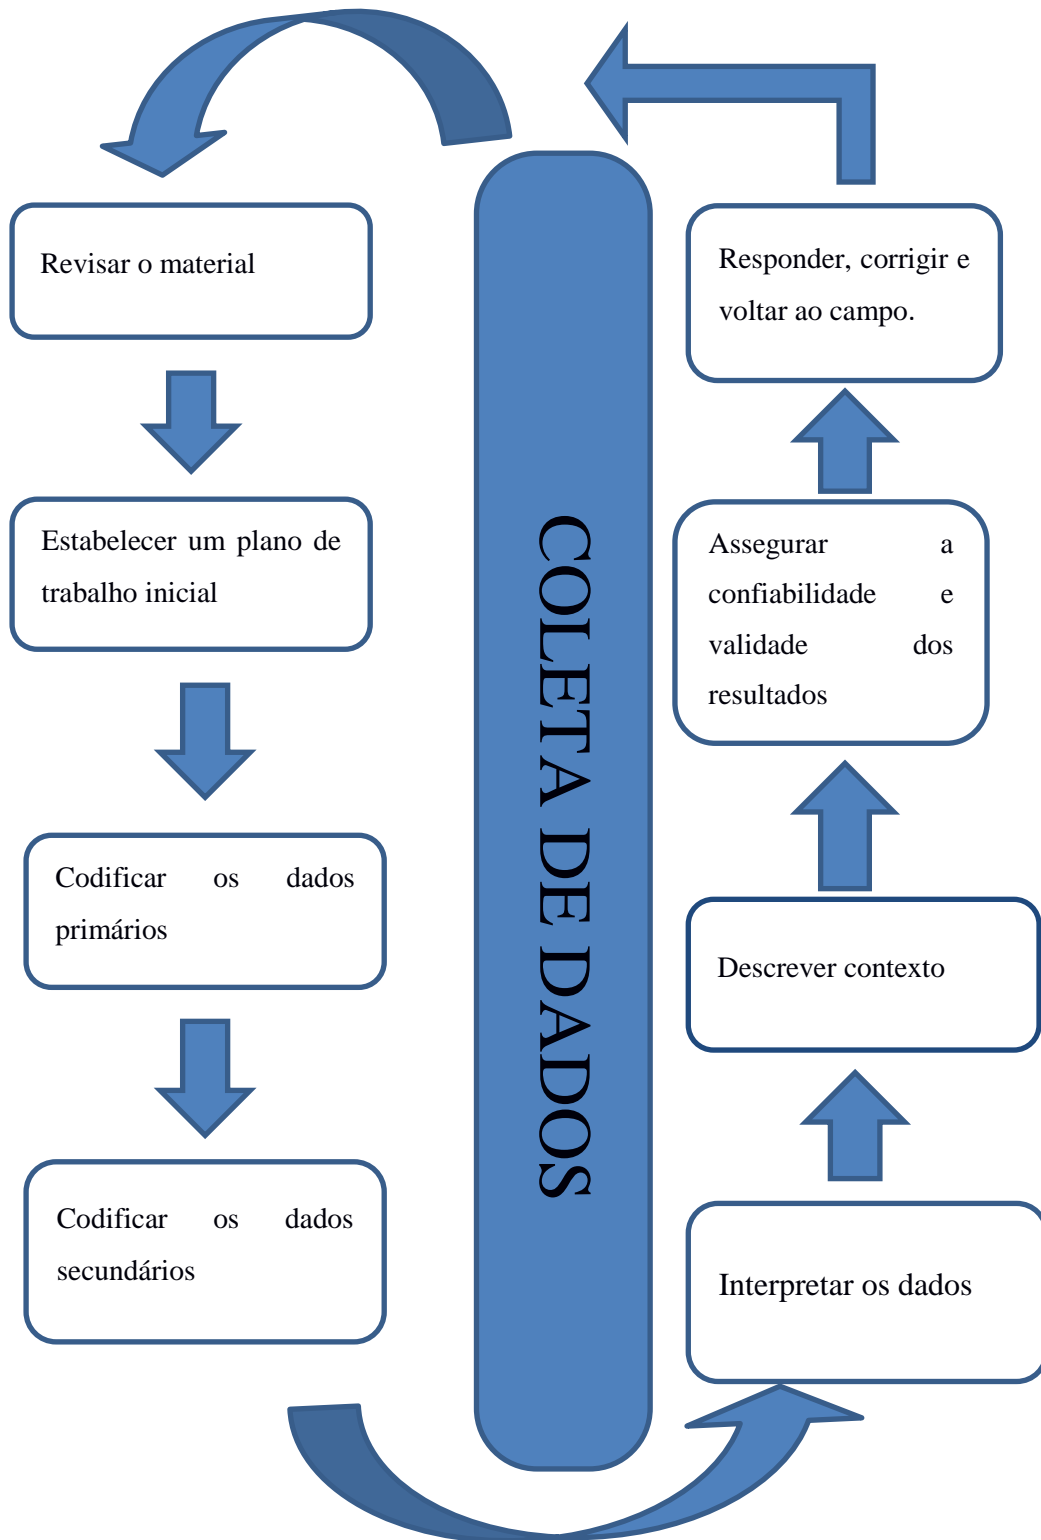 Revisar o material
Estabelecer um plano de
trabalho inicial
Codificar os dados
primários
Codificar os dados
secundários
COLETA DE DADOS
Responder, corrigir e
voltar ao campo.
Assegurar a
confiabilidade e
validade dos
resultados
Descrever contexto
Interpretar os dados